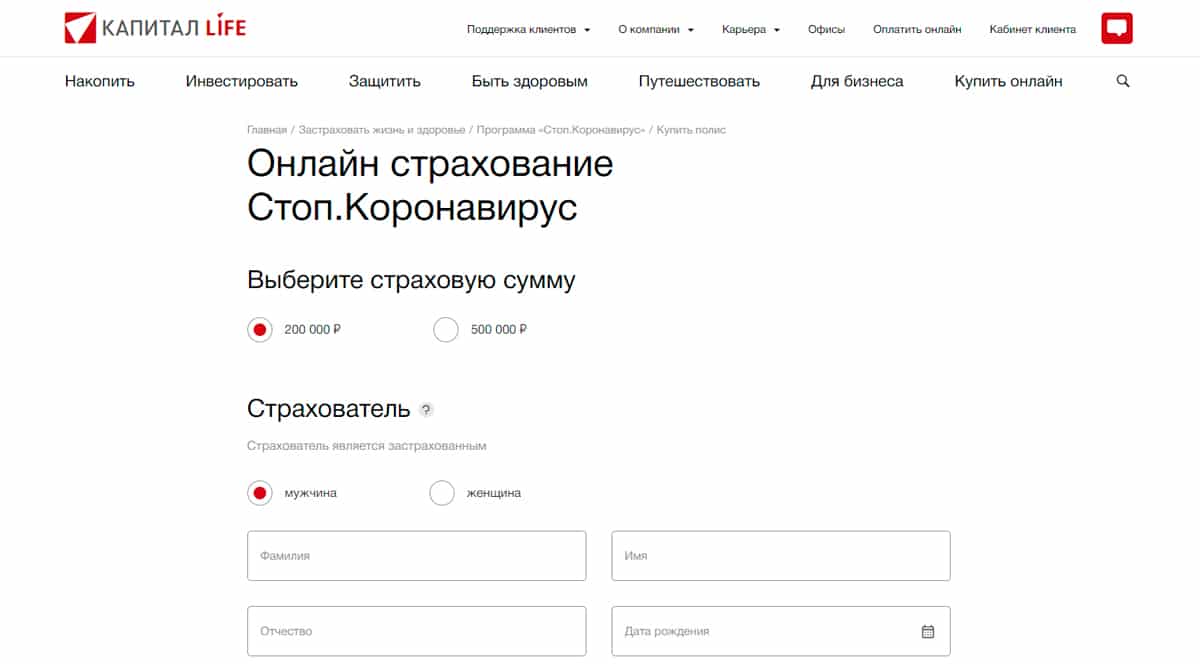 КАПИТАЛ LIFE
Поддержка клиентов О компании Карьера Офисы Оплатить онлайн Кабинет клиента
Накопить Инвестировать Защитить Быть здоровым Путешествовать Для бизнеса Купить онлайн
Главная / Застраховать жизнь и здоровье / Программа «Стоп.Коронавирус» / Купить полис
Онлайн страхование
Стоп.Коронавирус
Выберите страховую сумму
200 000 ₽ 500 000 ₽
Страхователь ?
Страхователь является застрахованным
мужчина женщина
Фамилия Имя
Отчество Дата рождения